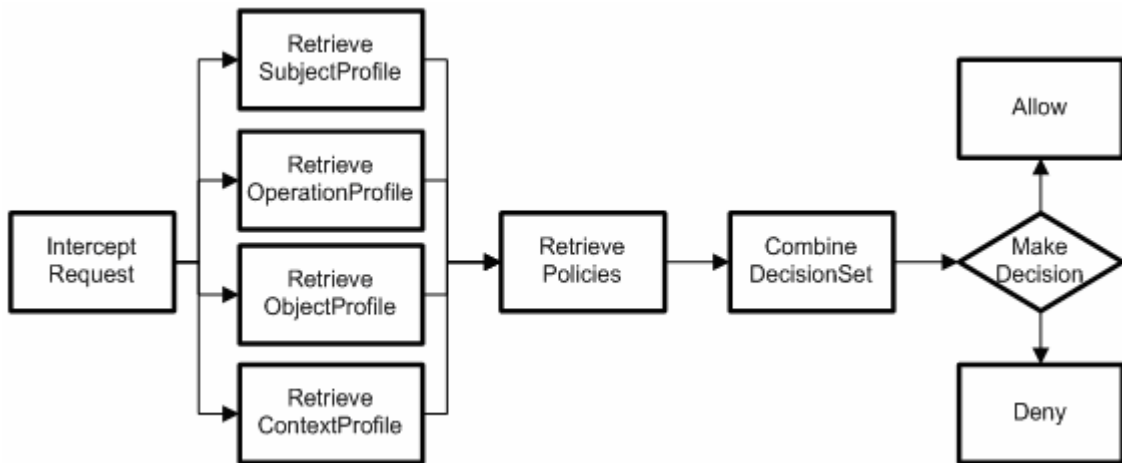 Intercept
Request
Retrieve
SubjectProfile
Retrieve
OperationProfile
Retrieve
ObjectProfile
Retrieve
ContextProfile
Retrieve
Policies
Combine
DecisionSet
Make
Decision
Allow
Deny